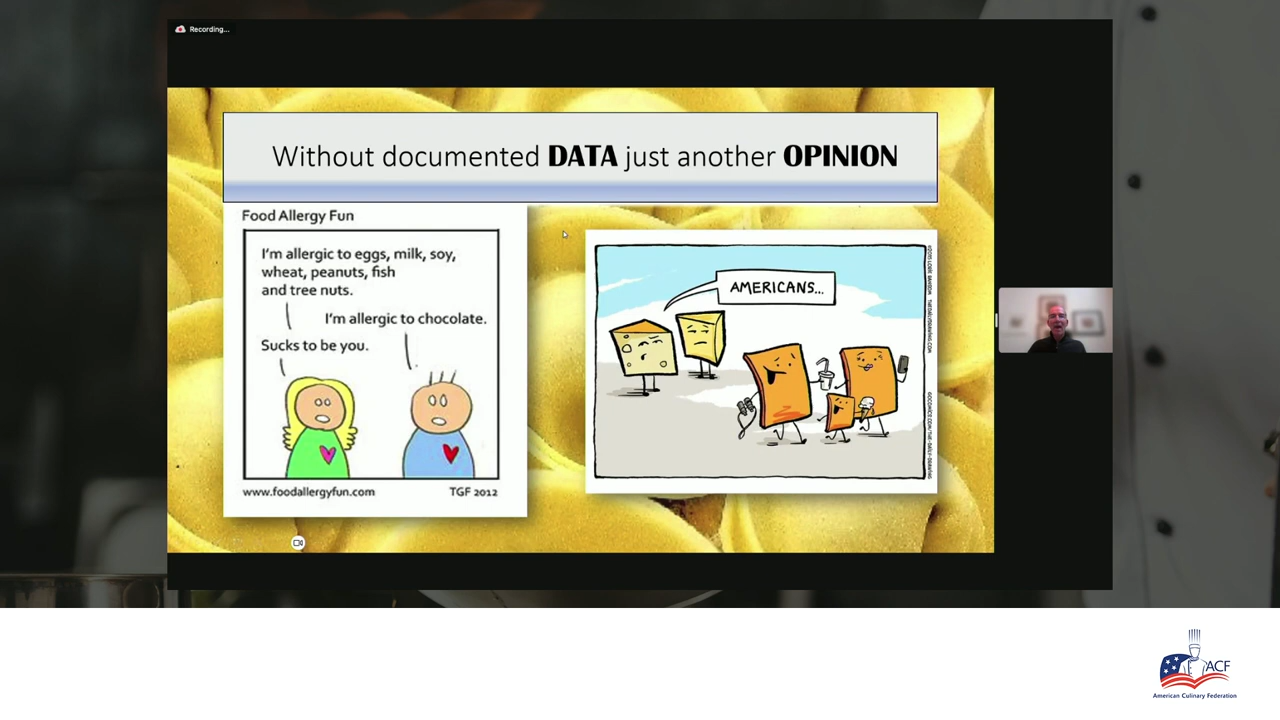 Recording...
Without documented DATA just another OPINION
Food Allergy Fun
I'm allergic to eggs, milk, soy,
wheat, peanuts, fish
and tree nuts.
I'm allergic to chocolate.
Sucks to be you.
www.foodallergyfun.com
TGF 2012
AMERICANS...
ACF
American Culinary Federation